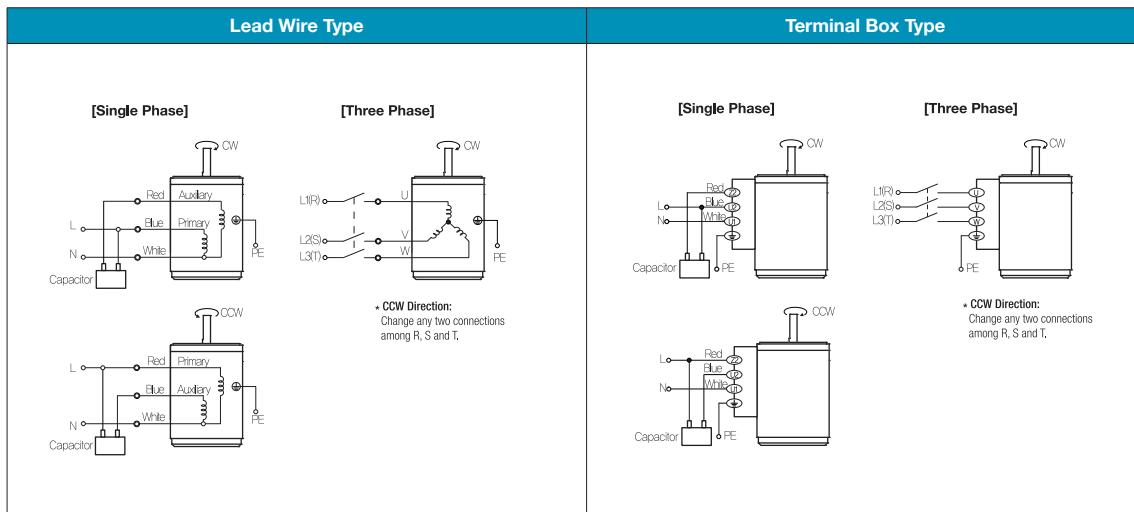 Lead Wire Type
Terminal Box Type
[Single Phase]
[Three Phase]
CW
Red
Auxiliary
L
Blue
Primary
N
White
PE
Capacitor
CW
L1(R)
U
L2(S)
V
L3(T)
W
PE
* CCW Direction:
Change any two connections
among R, S and T.
CCW
L
Red
Primary
Blue
Auxiliary
N
White
PE
Capacitor
[Single Phase]
[Three Phase]
CW
Red
Z2
L
Blue
U2
N
White
U1
Capacitor
PE
CW
L1(R)
U
L2(S)
V
L3(T)
W
PE
* CCW Direction:
Change any two connections
among R, S and T.
CCW
L
Red
Z2
Blue
U2
N
White
U1
Capacitor
PE